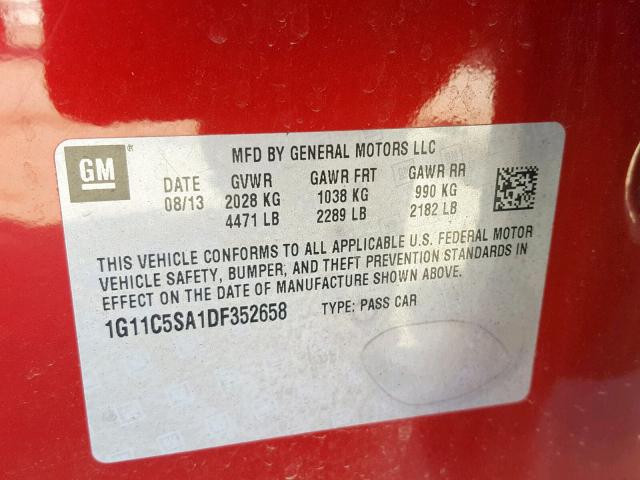 GM
MFD BY GENERAL MOTORS LLC
DATE GVWR GAWR FRT GAWR RR
08/13 2028 KG 1038 KG 990 KG
4471 LB 2289 LB 2182 LB
THIS VEHICLE CONFORMS TO ALL APPLICABLE U.S. FEDERAL MOTOR
VEHICLE SAFETY, BUMPER, AND THEFT PREVENTION STANDARDS IN
EFFECT ON THE DATE OF MANUFACTURE SHOWN ABOVE.
1G11C5SA1DF352658 TYPE: PASS CAR